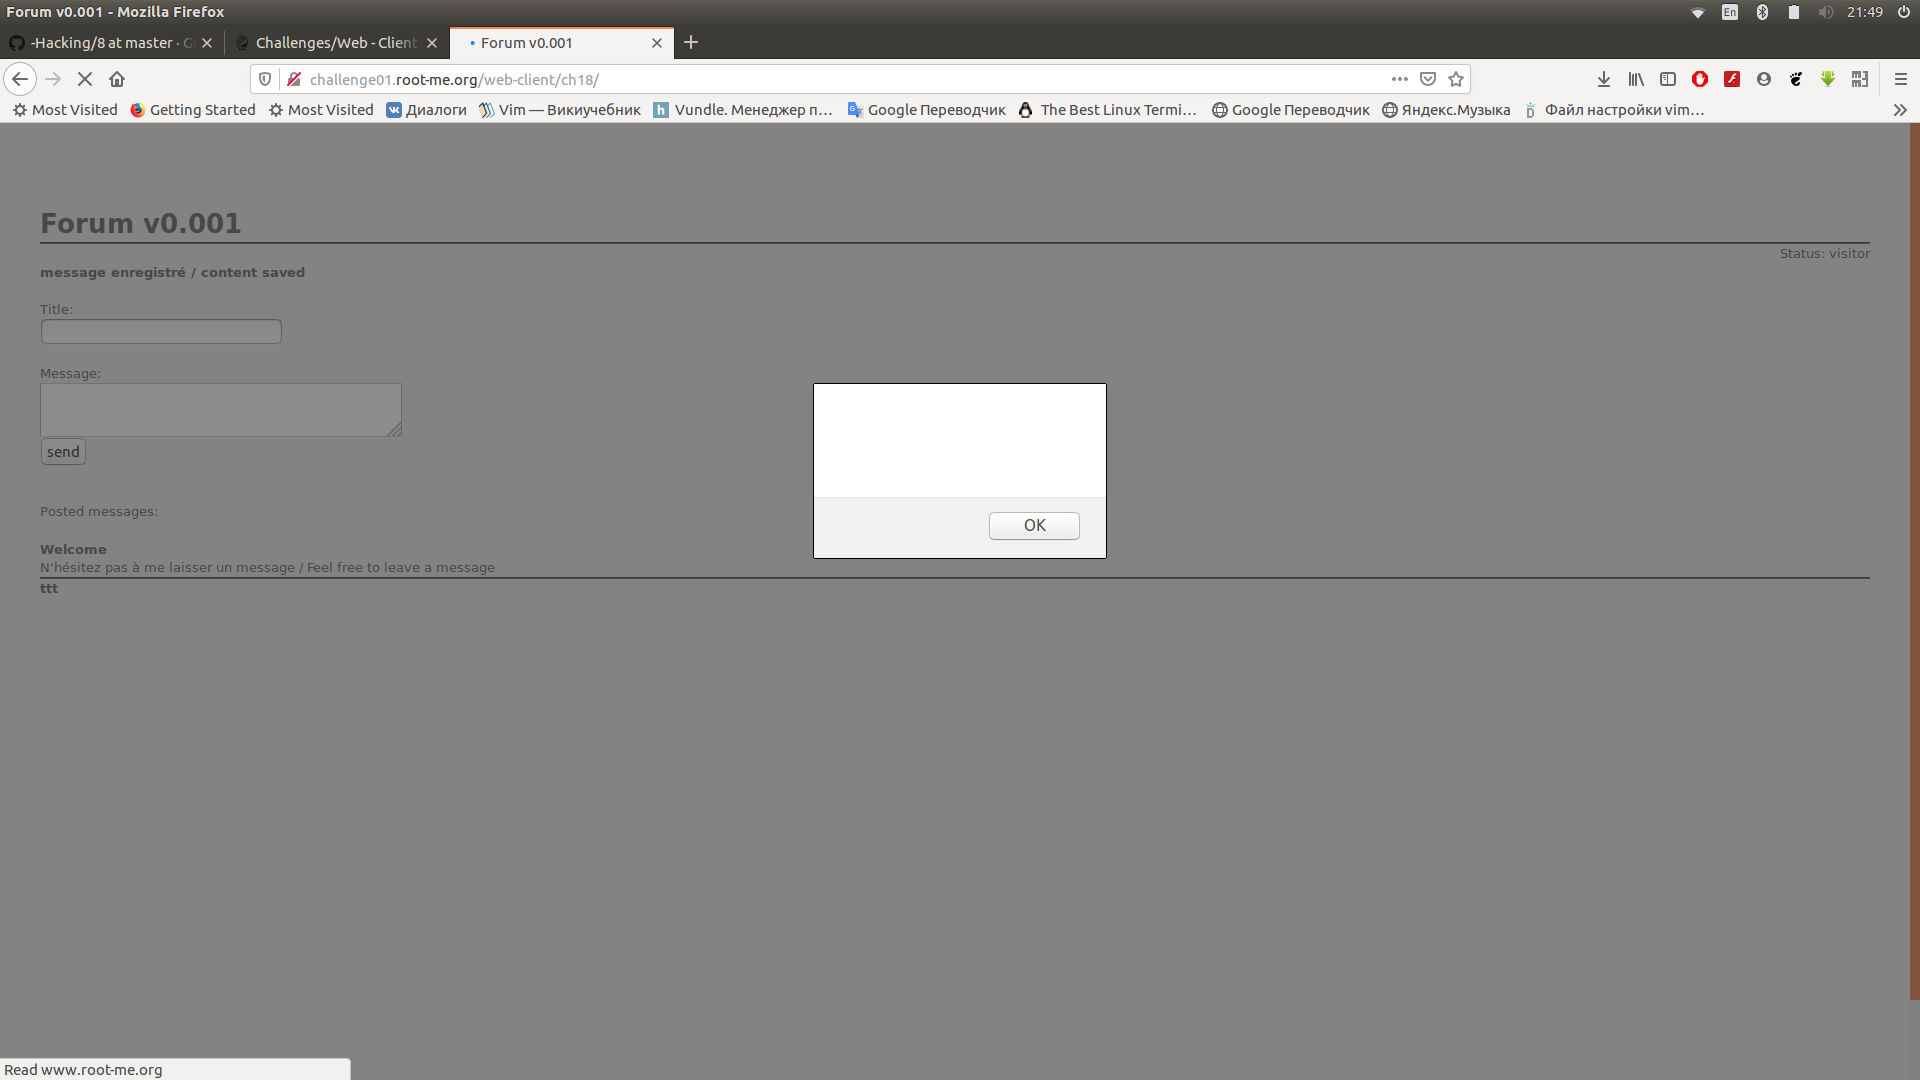 Forum v0.001 - Mozilla Firefox
En
21:49
-Hacking/8 at master · G
Challenges/Web - Client
• Forum v0.001
challenge01.root-me.org/web-client/ch18/
Most Visited
Getting Started
Most Visited
Диалоги
Vim — Викиучебник
Vundle. Менеджер п…
Google Переводчик
The Best Linux Termi…
Google Переводчик
Яндекс.Музыка
Файл настройки vim…
Forum v0.001
Status: visitor
message enregistré / content saved
Title:
Message:
send
OK
Posted messages:
Welcome
N'hésitez pas à me laisser un message / Feel free to leave a message
ttt
Read www.root-me.org